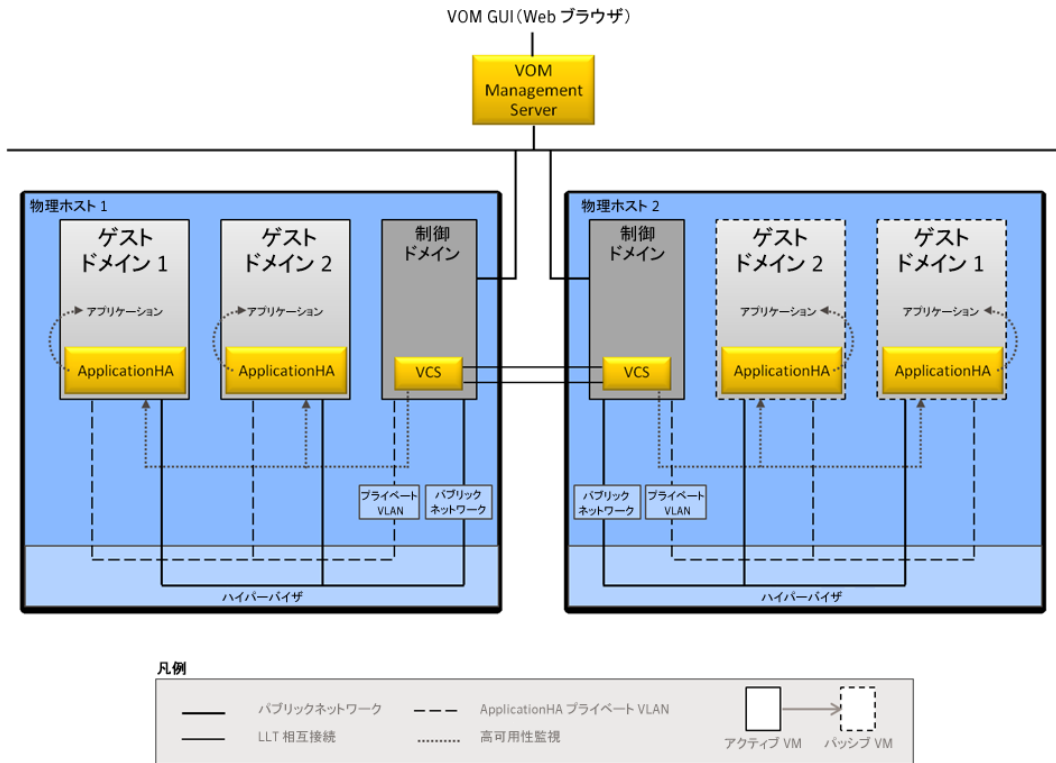 VOM GUI(Web ブラウザ)
VOM
Management
Server
物理ホスト 1
ゲスト
ドメイン 1
アプリケーション
ApplicationHA
ゲスト
ドメイン 2
アプリケーション
ApplicationHA
制御
ドメイン
VCS
プライベート
VLAN
パブリック
ネットワーク
ハイパーバイザ
物理ホスト 2
制御
ドメイン
VCS
ゲスト
ドメイン 2
アプリケーション
ApplicationHA
ゲスト
ドメイン 1
アプリケーション
ApplicationHA
パブリック
ネットワーク
プライベート
VLAN
ハイパーバイザ
凡例
パブリックネットワーク
ApplicationHA プライベート VLAN
LLT 相互接続
高可用性監視
アクティブ VM
パッシブ VM